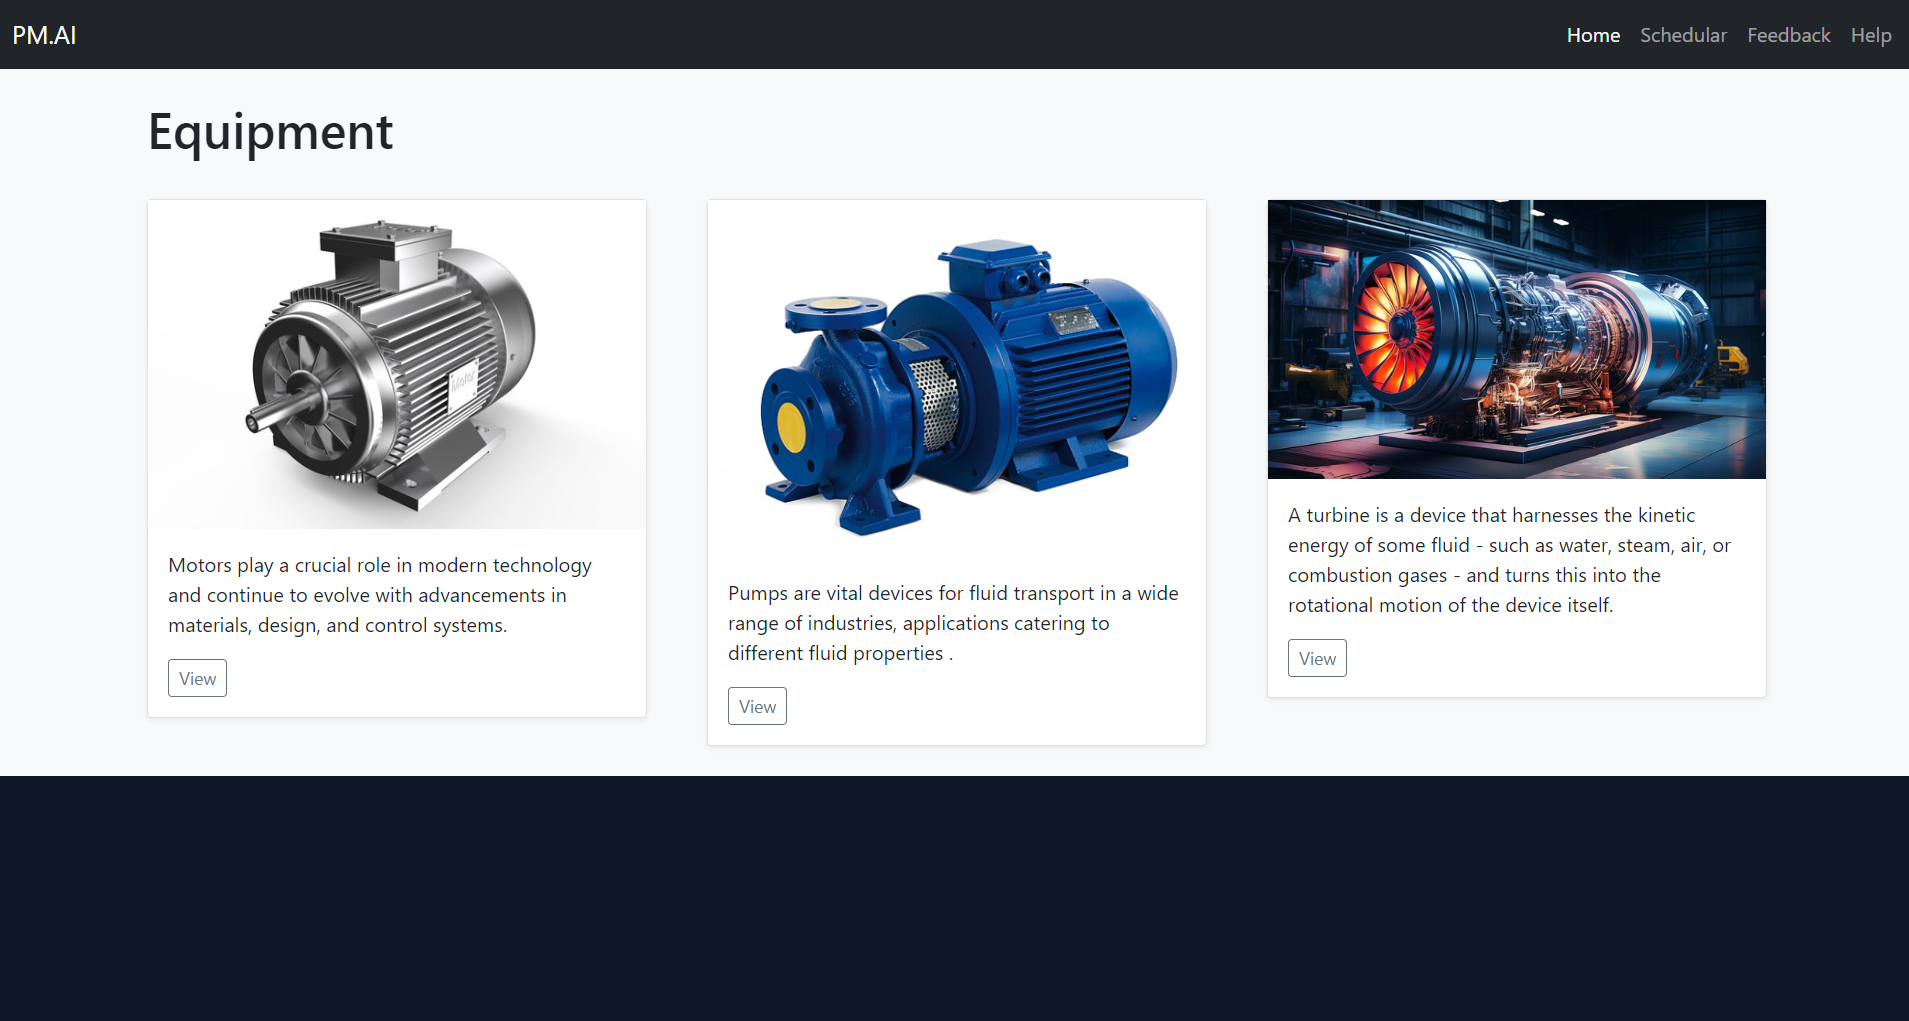 PM.AI
Home Schedular Feedback Help
Equipment
Motor
Motors play a crucial role in modern technology
and continue to evolve with advancements in
materials, design, and control systems.
View
Pumps are vital devices for fluid transport in a wide
range of industries, applications catering to
different fluid properties .
View
A turbine is a device that harnesses the kinetic
energy of some fluid - such as water, steam, air, or
combustion gases - and turns this into the
rotational motion of the device itself.
View